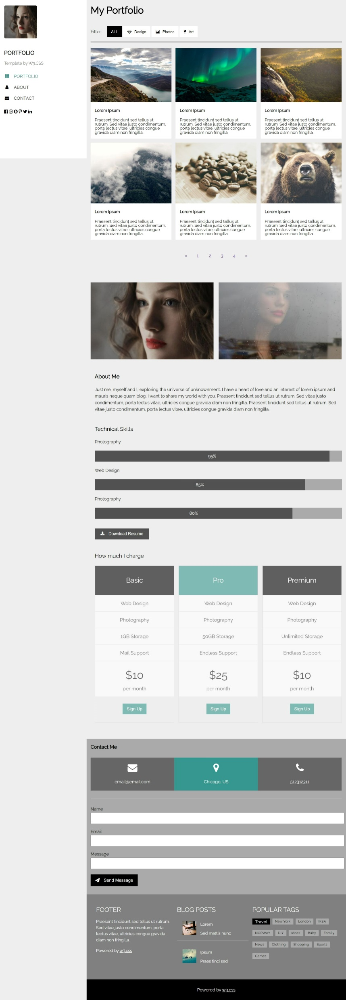 PORTFOLIO
Template by W3.CSS
PORTFOLIO
ABOUT
CONTACT
My Portfolio
Filter: ALL Design Photos Art
Lorem Ipsum
Praesent tincidunt sed tellus ut
rutrum. Sed vitae justo condimentum,
porta lectus vitae, ultricies congue
gravida diam non fringilla.
Lorem Ipsum
Praesent tincidunt sed tellus ut
rutrum. Sed vitae justo condimentum,
porta lectus vitae, ultricies congue
gravida diam non fringilla.
Lorem Ipsum
Praesent tincidunt sed tellus ut
rutrum. Sed vitae justo condimentum,
porta lectus vitae, ultricies congue
gravida diam non fringilla.
Lorem Ipsum
Praesent tincidunt sed tellus ut
rutrum. Sed vitae justo condimentum,
porta lectus vitae, ultricies congue
gravida diam non fringilla.
Lorem Ipsum
Praesent tincidunt sed tellus ut
rutrum. Sed vitae justo condimentum,
porta lectus vitae, ultricies congue
gravida diam non fringilla.
Lorem Ipsum
Praesent tincidunt sed tellus ut
rutrum. Sed vitae justo condimentum,
porta lectus vitae, ultricies congue
gravida diam non fringilla.
« 1 2 3 4 »
About Me
Just me, myself and I, exploring the universe of unknownment. I have a heart of love and an interest of lorem ipsum and
mauris neque quam blog. I want to share my world with you. Praesent tincidunt sed tellus ut rutrum. Sed vitae justo
condimentum, porta lectus vitae, ultricies congue gravida diam non fringilla. Praesent tincidunt sed tellus ut rutrum. Sed
vitae justo condimentum, porta lectus vitae, ultricies congue gravida diam non fringilla.
Technical Skills
Photography
95%
Web Design
85%
Photography
80%
Download Resume
How much I charge
Basic
Web Design
Photography
1GB Storage
Mail Support
$10
per month
Sign Up
Pro
Web Design
Photography
50GB Storage
Endless Support
$25
per month
Sign Up
Premium
Web Design
Photography
Unlimited Storage
Endless Support
$10
per month
Sign Up
Contact Me
email@email.com
Chicago, US
512312311
Name
Email
Message
Send Message
FOOTER
Praesent tincidunt sed tellus ut rutrum.
Sed vitae justo condimentum, porta
lectus vitae, ultricies congue gravida
diam non fringilla.
Powered by w3.css
BLOG POSTS
Lorem
Sed mattis nunc
Ipsum
Praes tinci sed
POPULAR TAGS
Travel New York London IKEA
NORWAY DIY Ideas Baby Family
News Clothing Shopping Sports
Games
Powered by w3.css